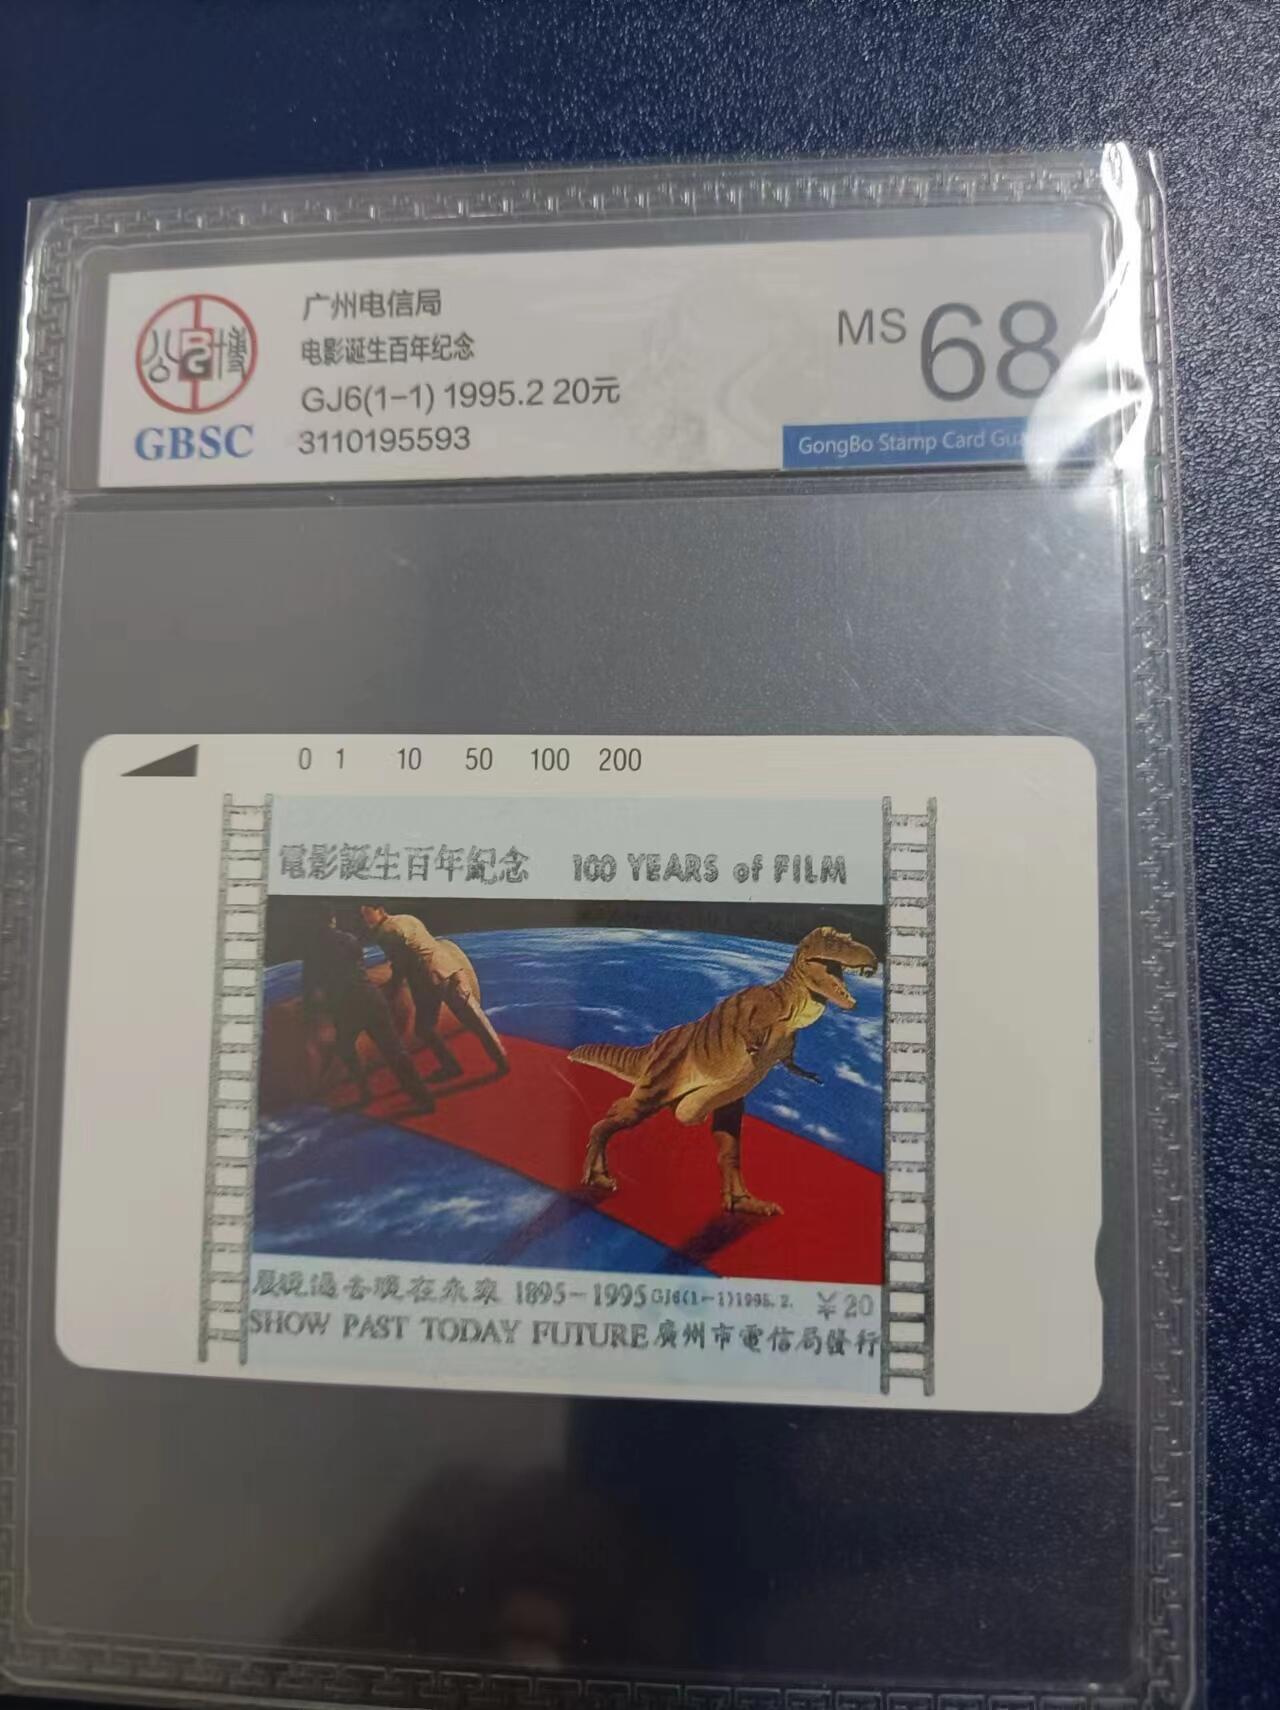 广州电信局
电影诞生百年纪念
GJ6(1-1) 1995.2 20元
3110195593
公博
BG
GBSC
MS 68
GongBo Stamp Card
0 1 10 50 100 200
電影誕生百年紀念 100 YEARS of FILM
展現過去現在未來 1895-1995 GJ6(1-1)1995.2. ¥20
SHOW PAST TODAY FUTURE 廣州市電信局發行